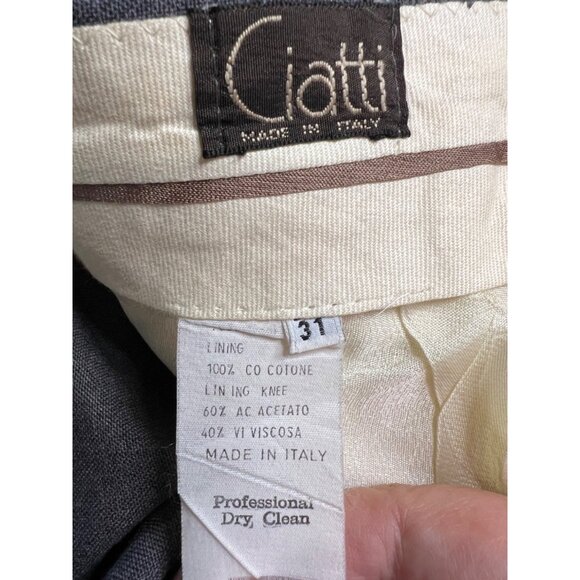 Ciatti
MADE IN ITALY
31
LINING
100% CO COTONE
LINING KNEE
60% AC ACETATO
40% VI VISCOSA
MADE IN ITALY
Professional
Dry Clean